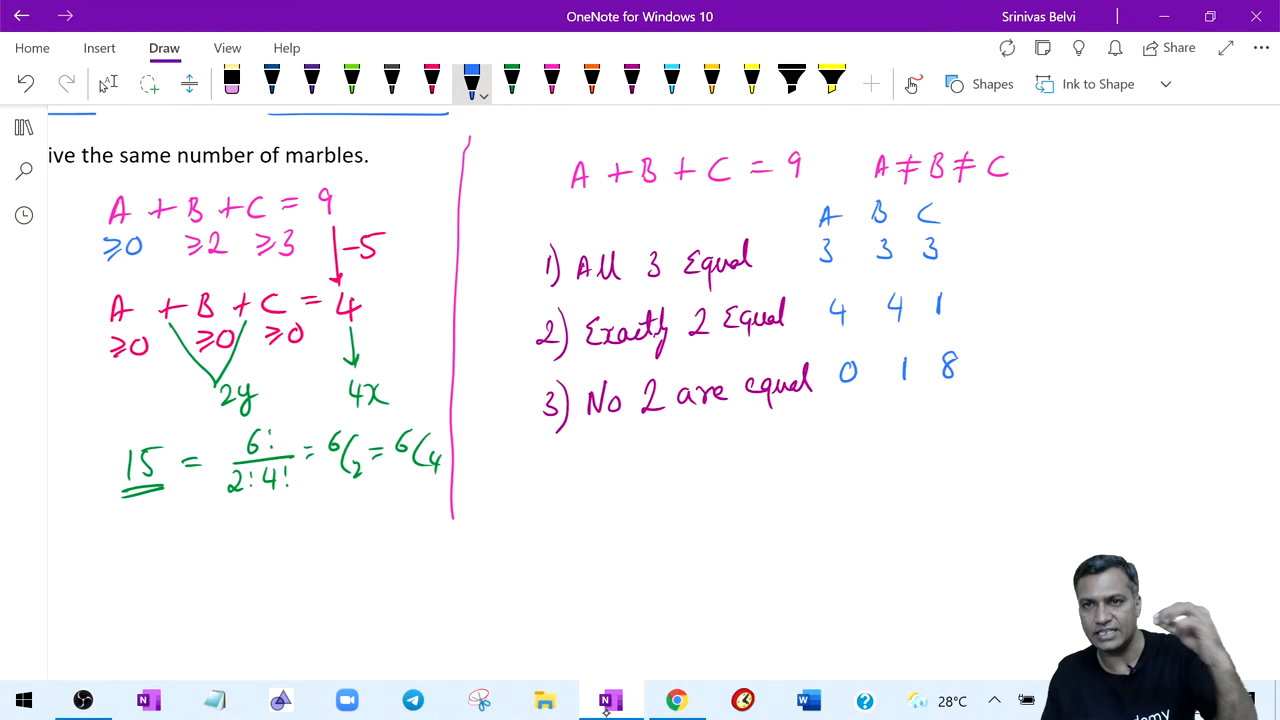 OneNote for Windows 10
Srinivas Belvi
Home Insert Draw View Help
Share
Shapes
Ink to Shape
ive the same number of marbles.
A + B + C = 9
≥0 ≥2 ≥3 -5
A + B + C = 4
≥0 ≥0 ≥0
2y 4x
15 = 6!/2!4! = ⁶C₂ = ⁶C₄
A + B + C = 9 A ≠ B ≠ C
A B C
1) All 3 Equal 3 3 3
2) Exactly 2 Equal 4 4 1
3) No 2 are equal 0 1 8
28°C